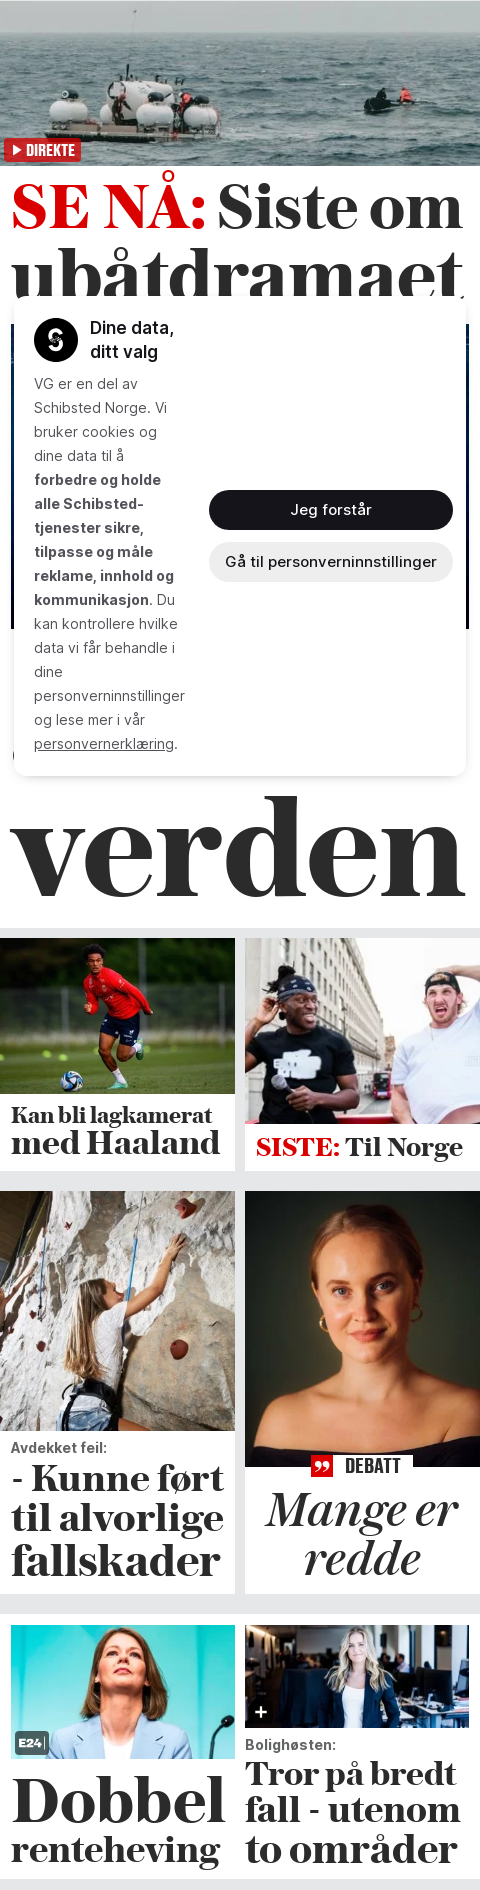 DIREKTE
SE NÅ: Siste om
ubåtdramaet
Dine data,
ditt valg
VG er en del av
Schibsted Norge. Vi
bruker cookies og
dine data til å
forbedre og holde
alle Schibsted-
tjenester sikre,
tilpasse og måle
reklame, innhold og
kommunikasjon. Du
kan kontrollere hvilke
data vi får behandle i
dine
personverninnstillinger
og lese mer i vår
personvernerklæring.
Jeg forstår
Gå til personverninnstillinger
verden
Kan bli lagkamerat
med Haaland
SISTE: Til Norge
Avdekket feil:
- Kunne ført
til alvorlige
fallskader
DEBATT
Mange er
redde
E24
Dobbel
renteheving
Bolighøsten:
Tror på bredt
fall - utenom
to områder